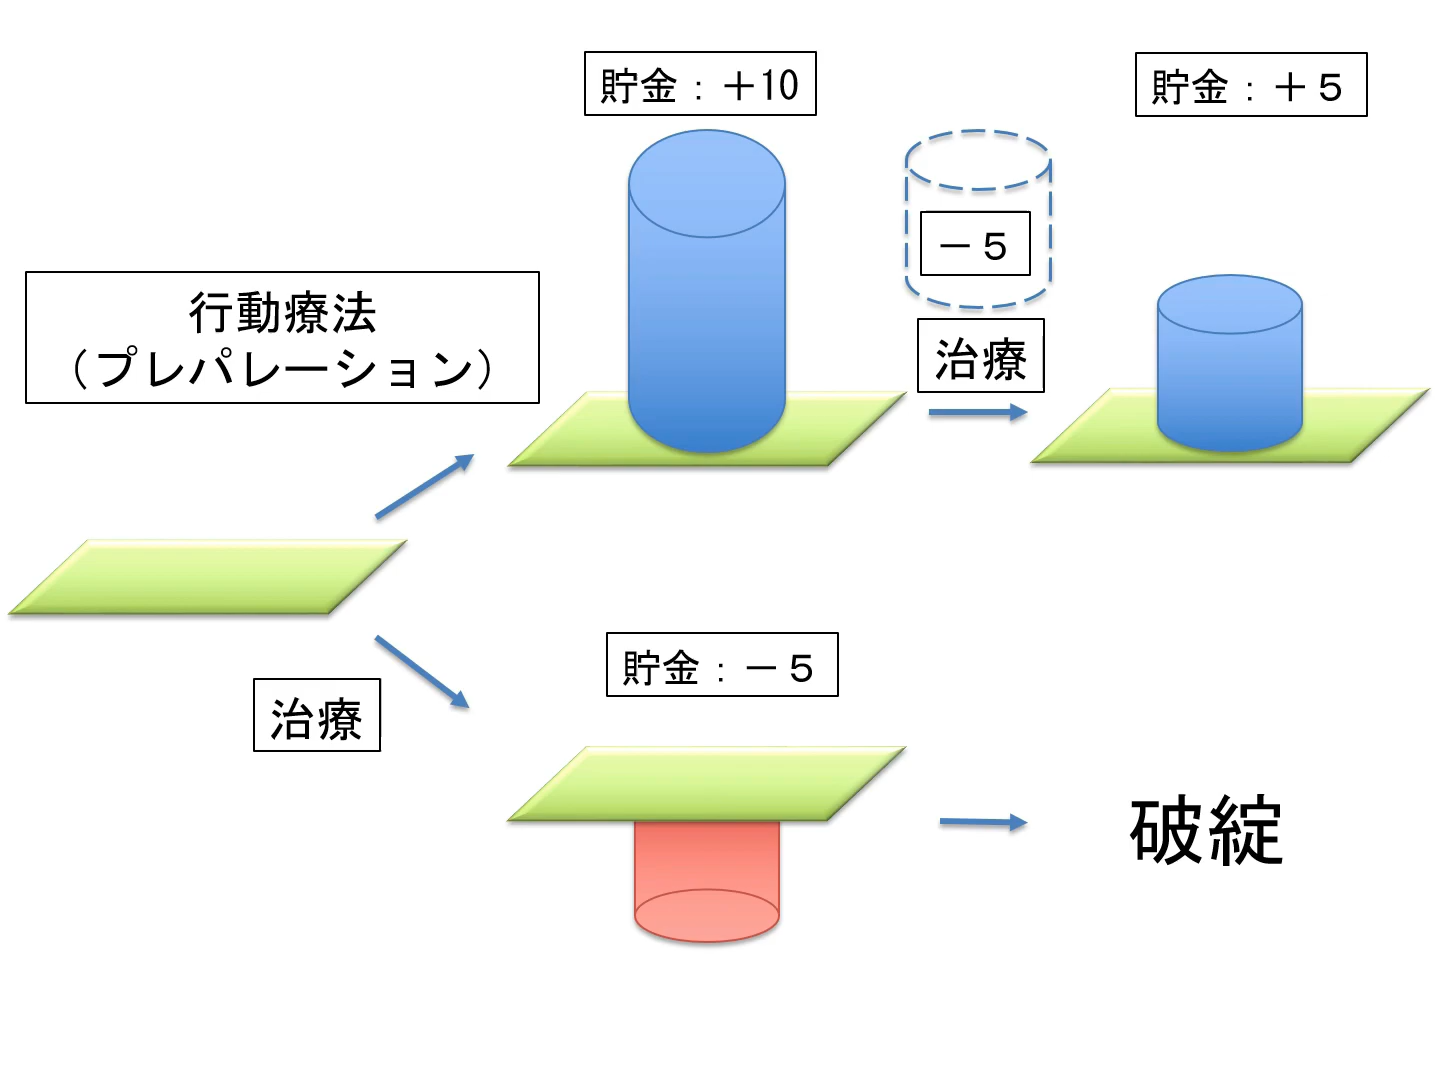 貯金：＋10
貯金：＋５
－５
行動療法
（プレパレーション）
治療
貯金：－５
治療
破綻